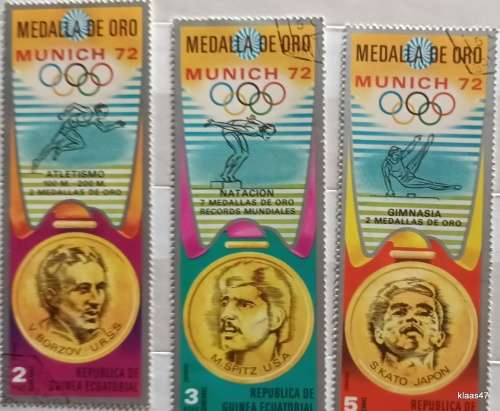 MEDALLA DE ORO
MUNICH 72
ATLETISMO
100 M. - 200 M.
2 MEDALLAS DE ORO
V. BORZOV U.R.S.S
2
REPUBLICA DE
GUINEA ECUATORIAL
MEDALLA DE ORO
MUNICH 72
NATACION
7 MEDALLAS DE ORO
RECORDS MUNDIALES
M. SPITZ U.S.A
3
REPUBLICA DE
GUINEA ECUATORIAL
MEDALLA DE ORO
MUNICH 72
GIMNASIA
2 MEDALLAS DE ORO
S. KATO JAPON
5
REPUBLICA DE
GUINEA ECUATORIAL
klaas47